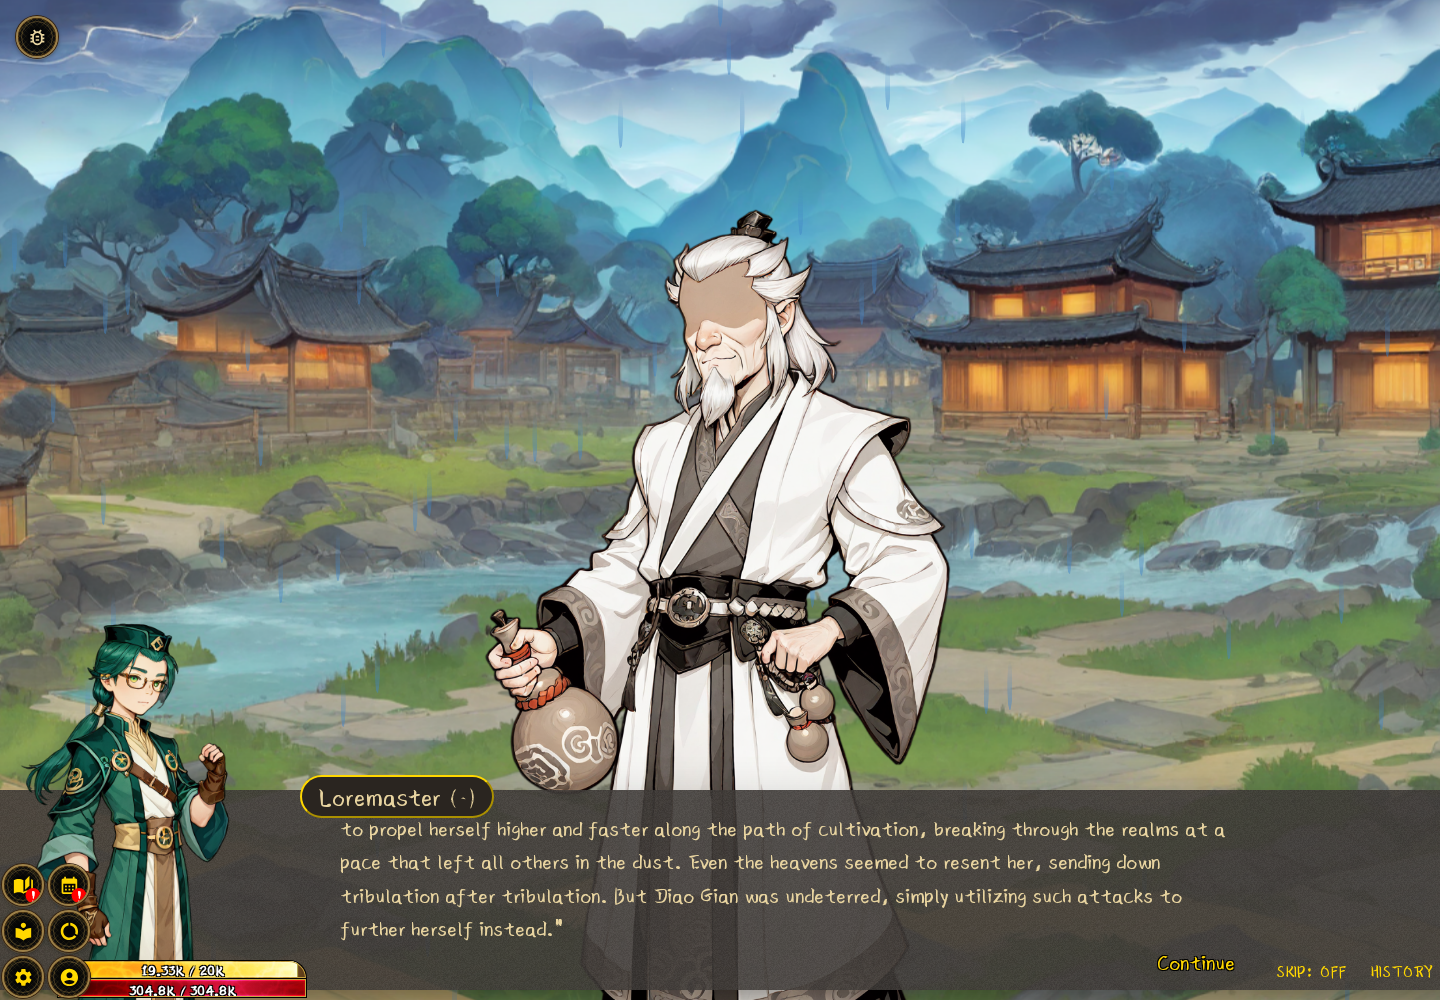 Loremaster (-)
to propel herself higher and faster along the path of cultivation, breaking through the realms at a
pace that left all others in the dust. Even the heavens seemed to resent her, sending down
tribulation after tribulation. But Diao Gian was undeterred, simply utilizing such attacks to
further herself instead."
Continue
SKIP: OFF HISTORY
19.33K / 20K
304.8K / 304.8K